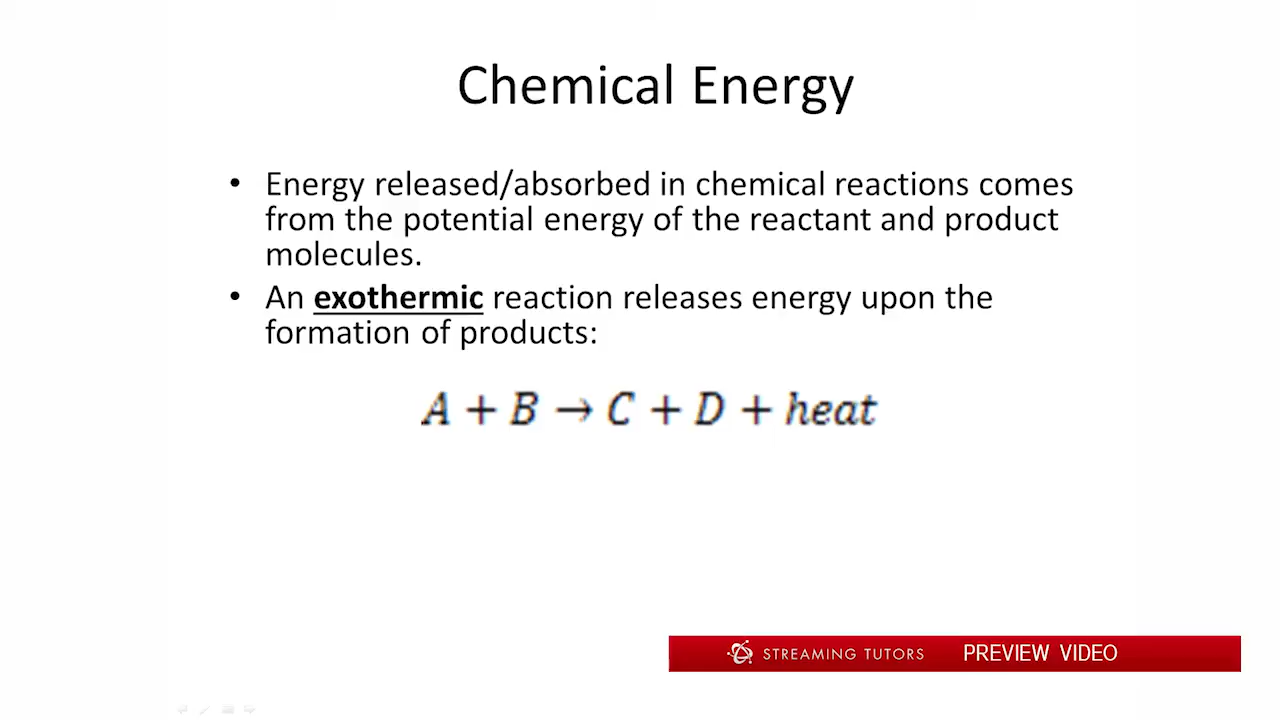 Chemical Energy
• Energy released/absorbed in chemical reactions comes
from the potential energy of the reactant and product
molecules.
• An exothermic reaction releases energy upon the
formation of products:
A + B → C + D + heat
STREAMING TUTORS PREVIEW VIDEO